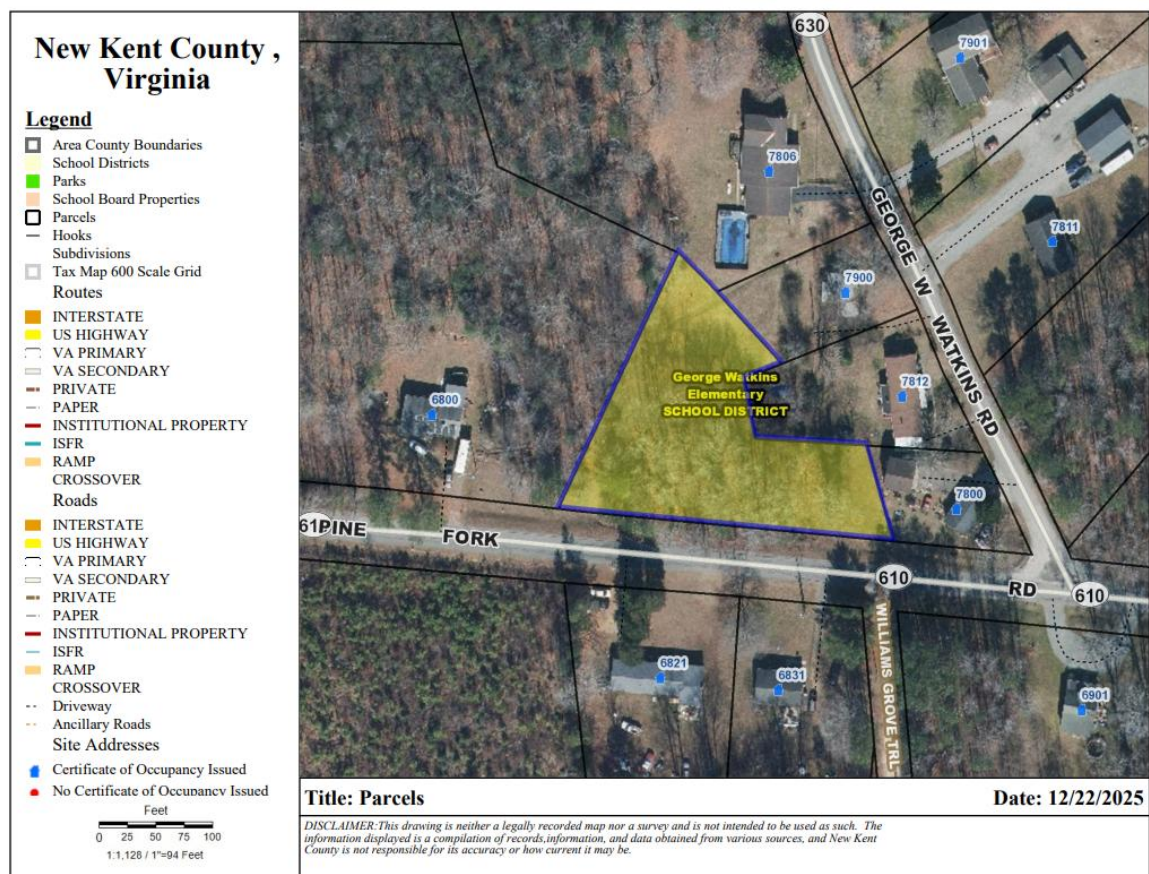 New Kent County ,
Virginia
Legend
Area County Boundaries
School Districts
Parks
School Board Properties
Parcels
Hooks
Subdivisions
Tax Map 600 Scale Grid
Routes
INTERSTATE
US HIGHWAY
VA PRIMARY
VA SECONDARY
PRIVATE
PAPER
INSTITUTIONAL PROPERTY
ISFR
RAMP
CROSSOVER
Roads
INTERSTATE
US HIGHWAY
VA PRIMARY
VA SECONDARY
PRIVATE
PAPER
INSTITUTIONAL PROPERTY
ISFR
RAMP
CROSSOVER
Driveway
Ancillary Roads
Site Addresses
Certificate of Occupancy Issued
No Certificate of Occupancy Issued
Feet
0 25 50 75 100
1:1,128 / 1"=94 Feet
630
7901
7806
GEORGE W WATKINS RD
7811
7900
George Watkins
Elementary
SCHOOL DISTRICT
7812
6800
7800
61
PINE FORK RD
610
610
WILLIAMS GROVE TRL
6821
6831
6901
Title: Parcels
Date: 12/22/2025
DISCLAIMER:This drawing is neither a legally recorded map nor a survey and is not intended to be used as such. The
information displayed is a compilation of records,information, and data obtained from various sources, and New Kent
County is not responsible for its accuracy or how current it may be.